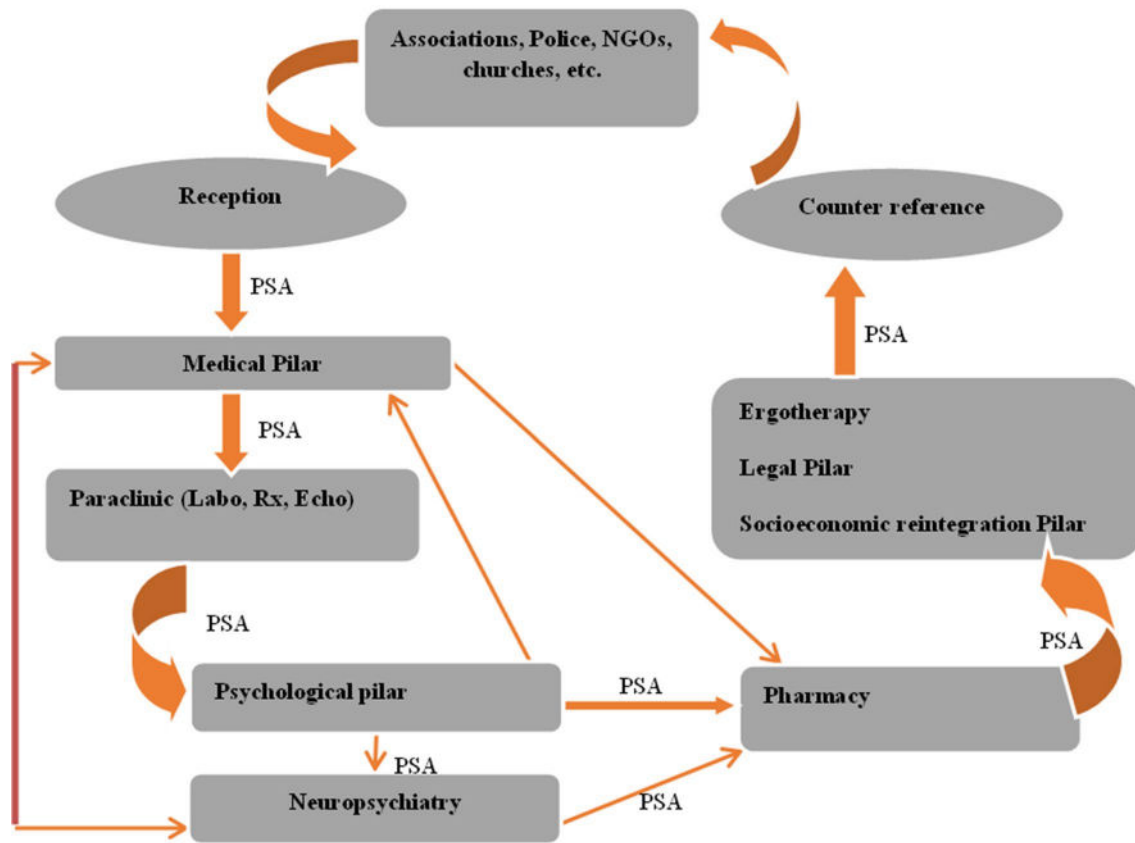 Associations, Police, NGOs,
churches, etc.
Reception
Counter reference
PSA
PSA
Medical Pilar
Ergotherapy
PSA
Legal Pilar
Paraclinic (Labo, Rx, Echo)
Socioeconomic reintegration Pilar
PSA
PSA
Psychological pilar
PSA
Pharmacy
PSA
Neuropsychiatry
PSA